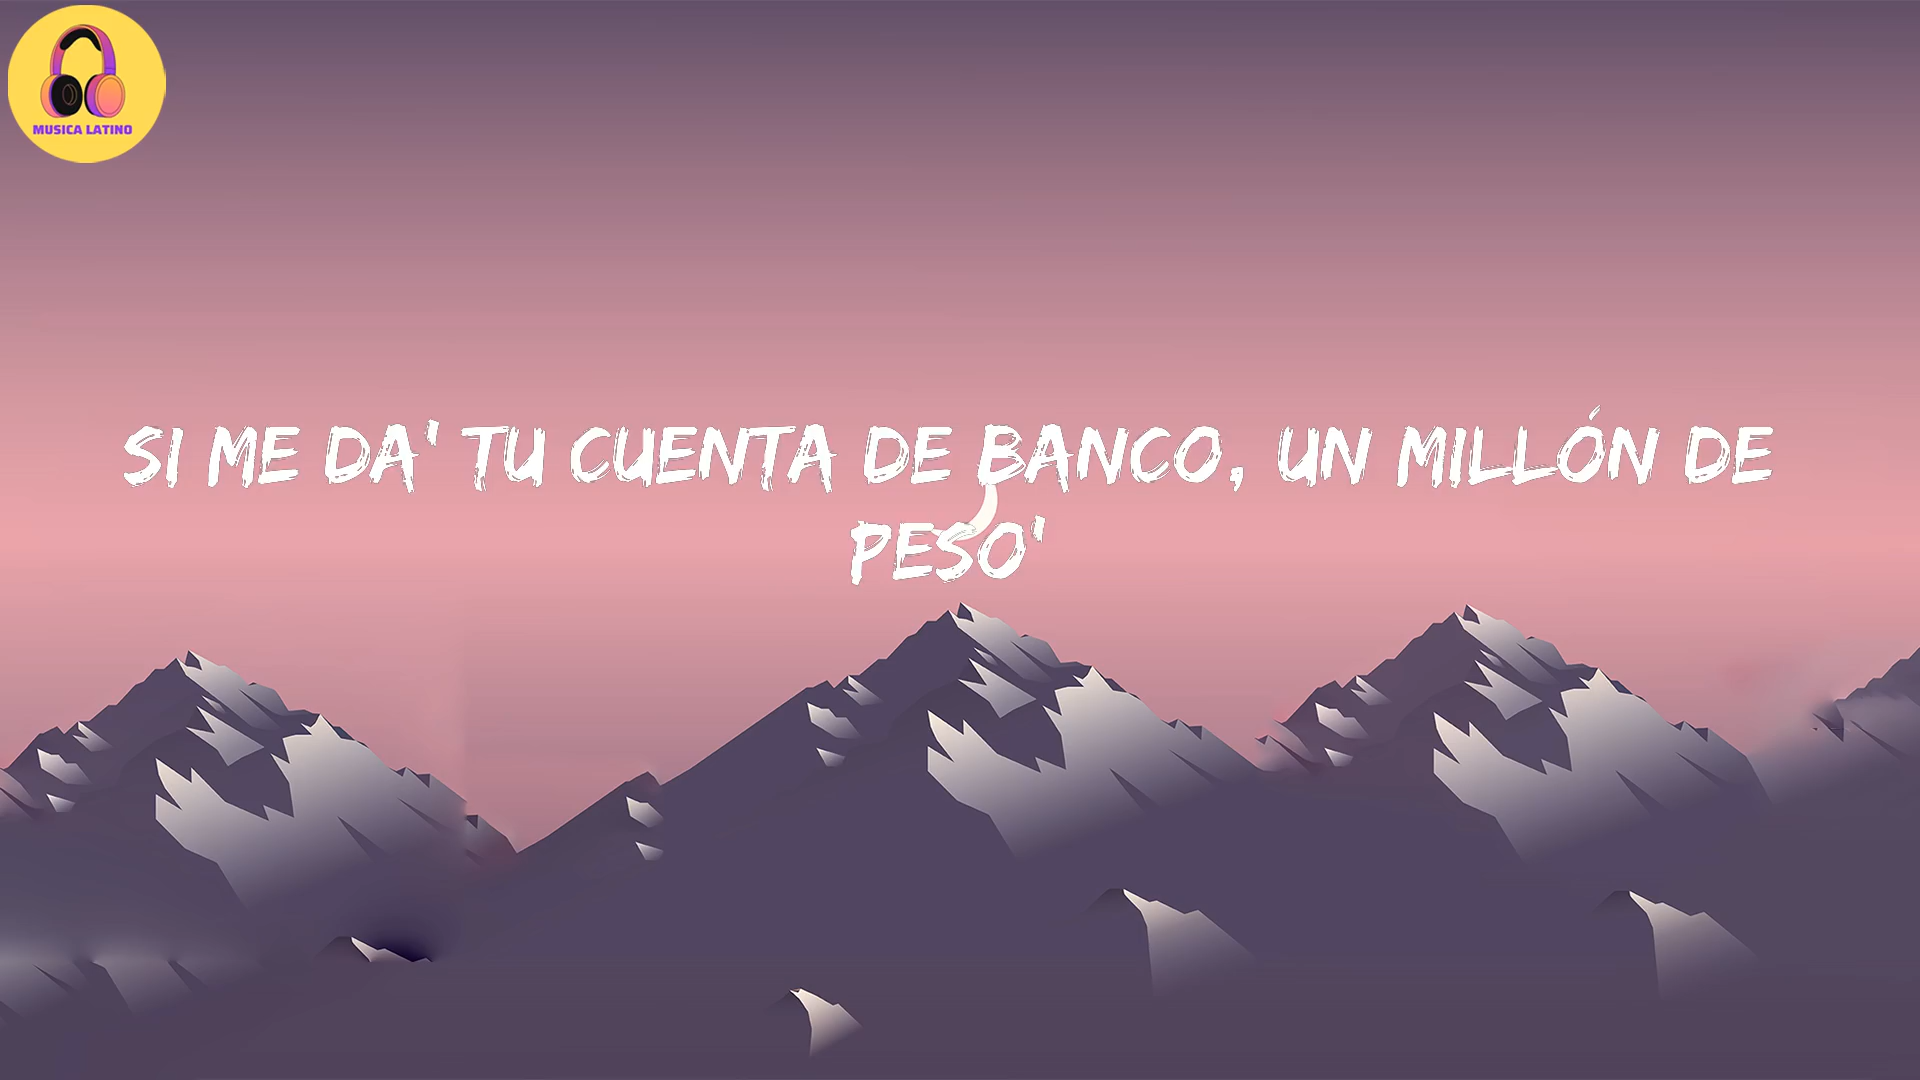 MUSICA LATINO
SI ME DA' TU CUENTA DE BANCO, UN MILLÓN DE
PESO'